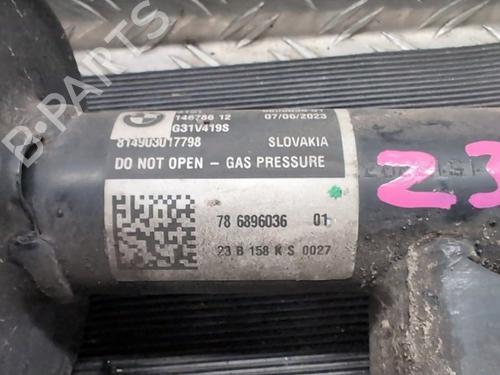 146786 12
G31V419S
07/06/2023
814903017798
SLOVAKIA
DO NOT OPEN - GAS PRESSURE
78 6896036 01
23 B 158 K S 0027
23